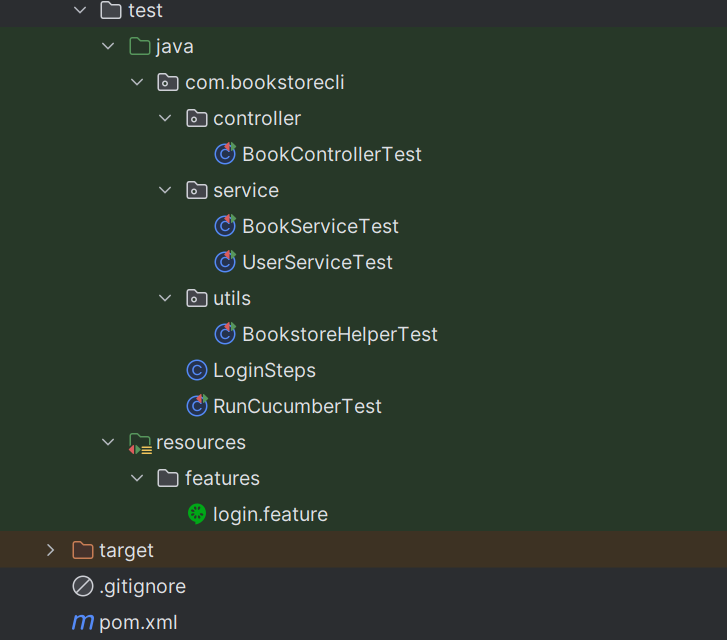 test
java
com.bookstorecli
controller
BookControllerTest
service
BookServiceTest
UserServiceTest
utils
BookstoreHelperTest
LoginSteps
RunCucumberTest
resources
features
login.feature
target
.gitignore
pom.xml